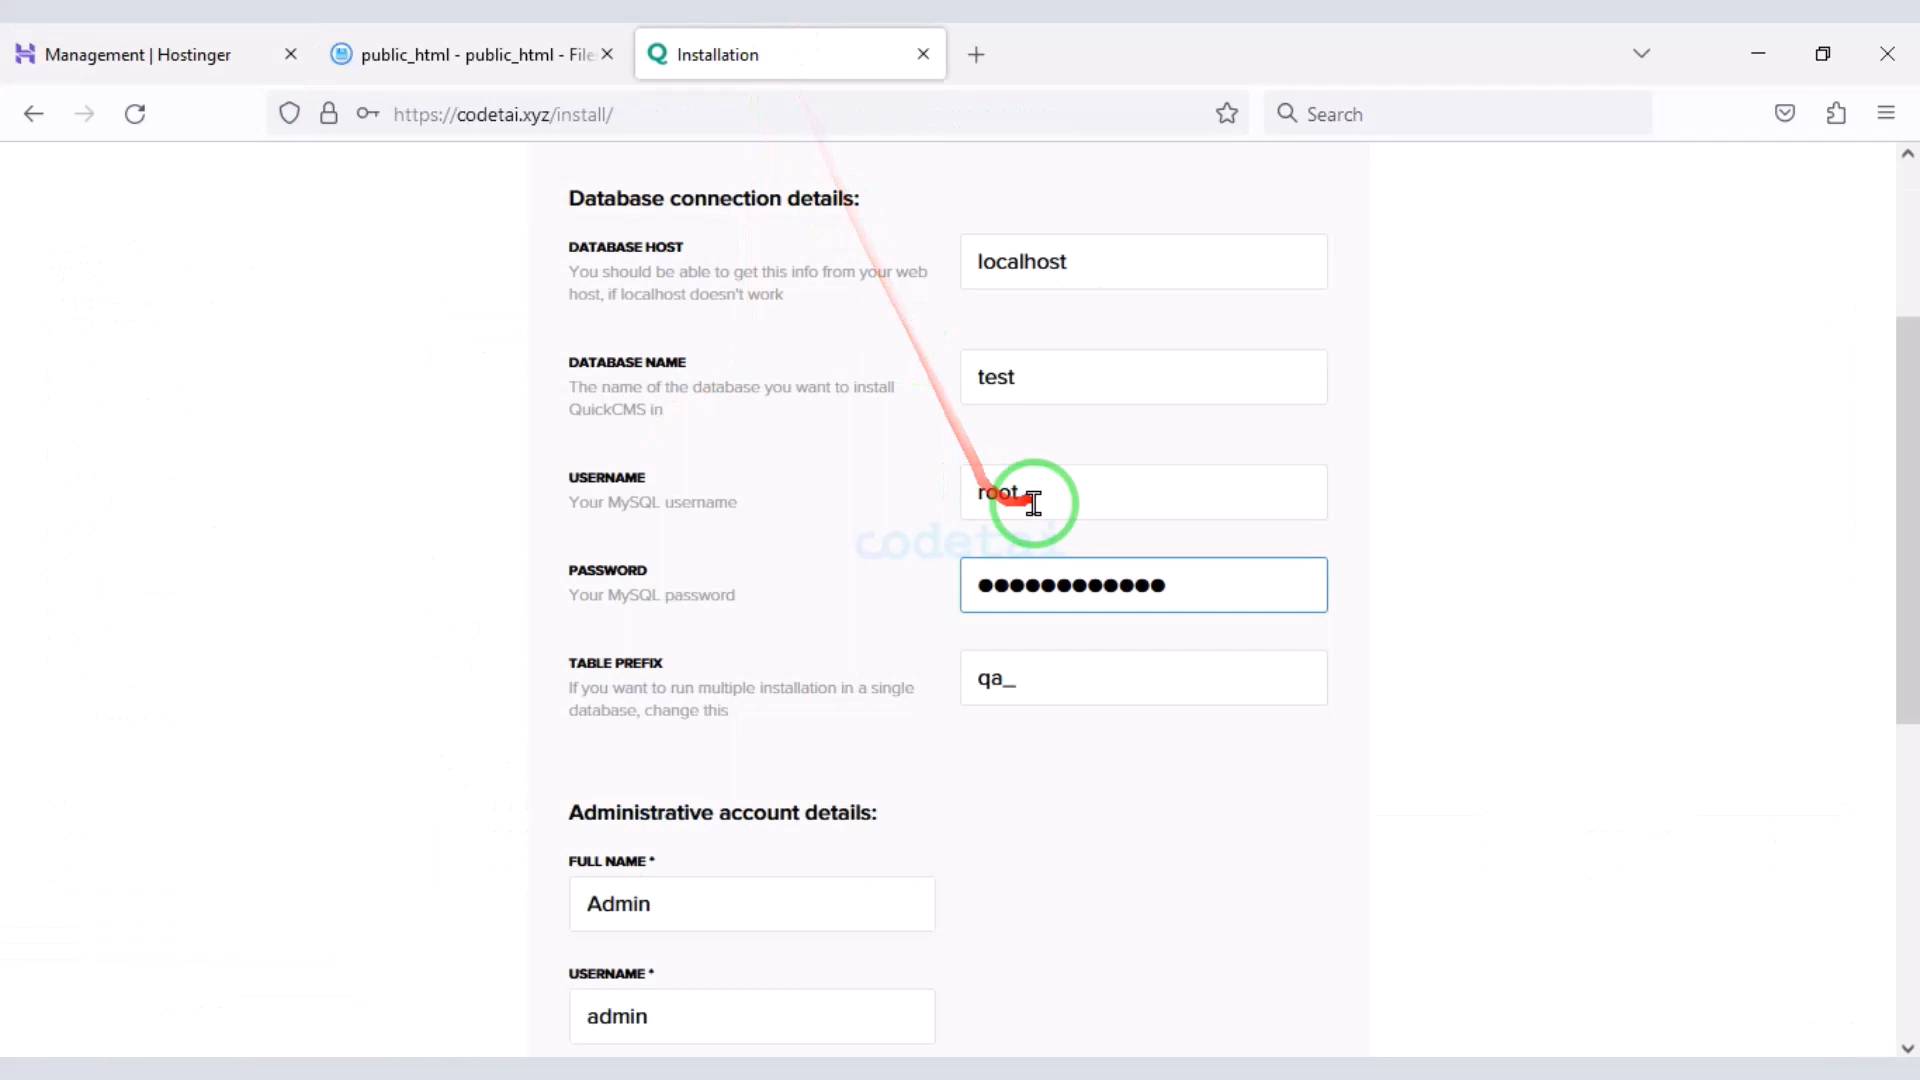 Management | Hostinger
public_html - public_html - File
Installation
https://codetai.xyz/install/
Search
Database connection details:
DATABASE HOST
You should be able to get this info from your web
host, if localhost doesn't work
localhost
DATABASE NAME
The name of the database you want to install
QuickCMS in
test
USERNAME
Your MySQL username
root
codetai
PASSWORD
Your MySQL password
TABLE PREFIX
If you want to run multiple installation in a single
database, change this
qa_
Administrative account details:
FULL NAME *
Admin
USERNAME *
admin